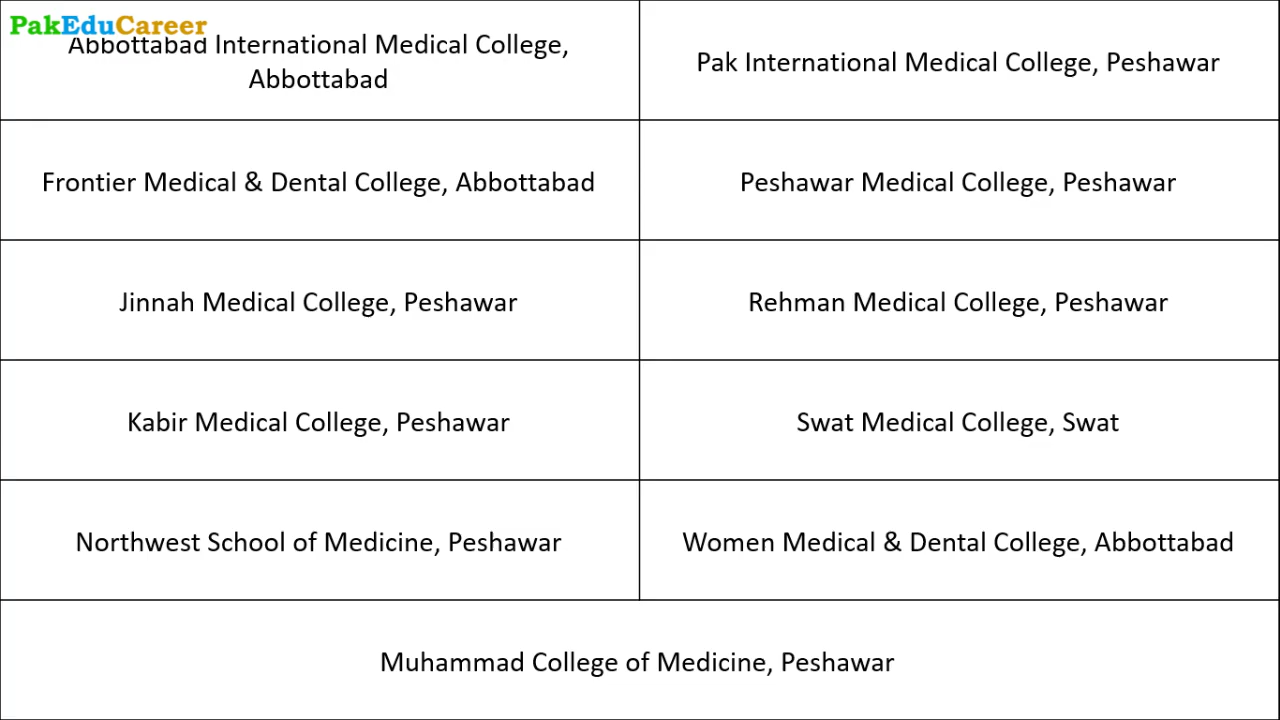 PakEduCareer
Abbottabad International Medical College,
Abbottabad
Pak International Medical College, Peshawar
Frontier Medical & Dental College, Abbottabad
Peshawar Medical College, Peshawar
Jinnah Medical College, Peshawar
Rehman Medical College, Peshawar
Kabir Medical College, Peshawar
Swat Medical College, Swat
Northwest School of Medicine, Peshawar
Women Medical & Dental College, Abbottabad
Muhammad College of Medicine, Peshawar